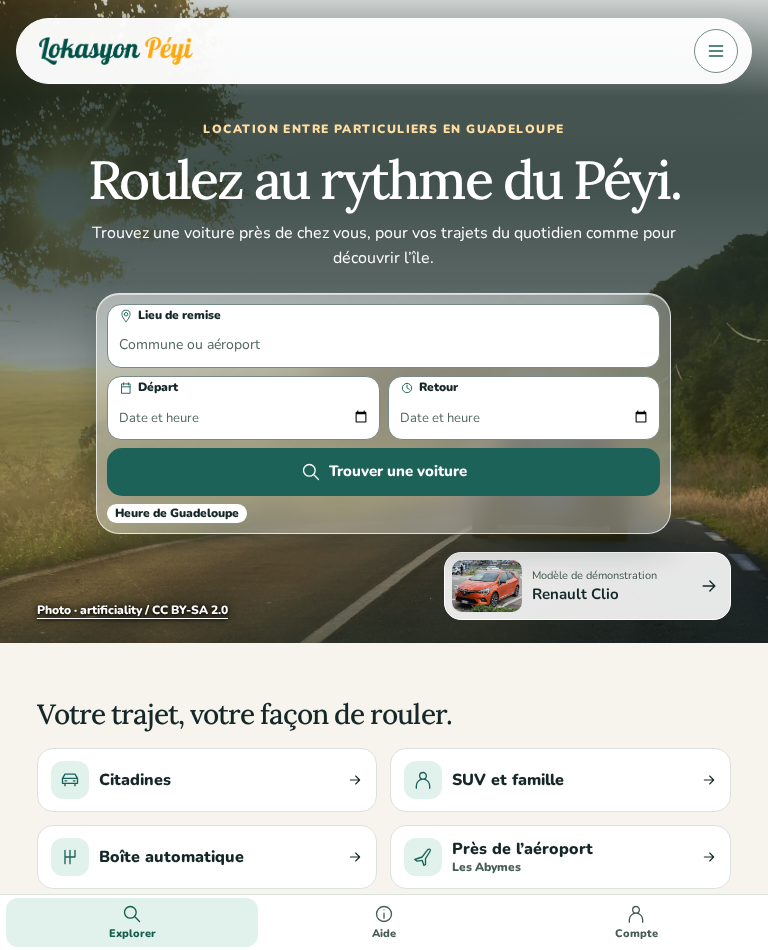 Lokasyon Péyi
LOCATION ENTRE PARTICULIERS EN GUADELOUPE
Roulez au rythme du Péyi.
Trouvez une voiture près de chez vous, pour vos trajets du quotidien comme pour
découvrir l’île.
Lieu de remise
Commune ou aéroport
Départ
Date et heure
Retour
Date et heure
Trouver une voiture
Heure de Guadeloupe
Modèle de démonstration
Renault Clio
Photo · artificiality / CC BY-SA 2.0
Votre trajet, votre façon de rouler.
Citadines
SUV et famille
Boîte automatique
Près de l’aéroport
Les Abymes
Explorer
Aide
Compte